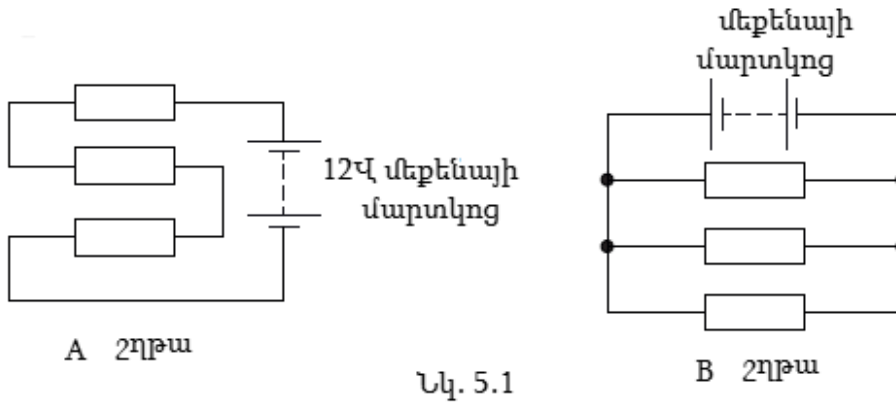 մեքենայի
մարտկոց
12Վ մեքենայի
մարտկոց
A շղթա
B շղթա
Նկ. 5.1